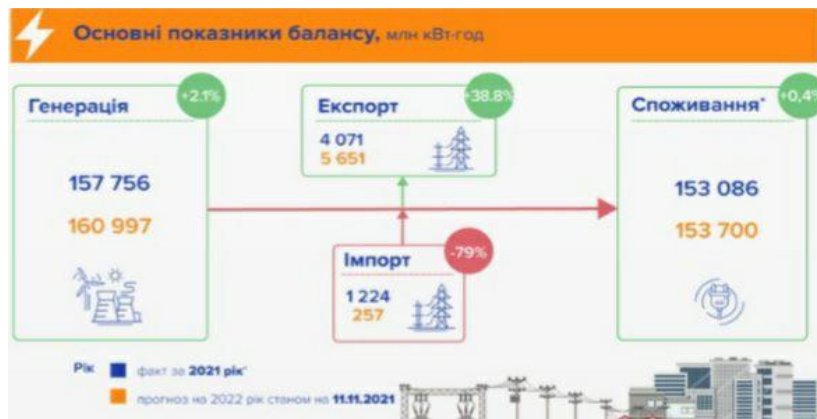 Основні показники балансу, млн кВт·год
Генерація
+2.1%
157 756
160 997
Експорт
+38.8%
4 071
5 651
Імпорт
-79%
1 224
257
Споживання*
+0,4%
153 086
153 700
Рік
факт за 2021 рік*
прогноз на 2022 рік станом на 11.11.2021